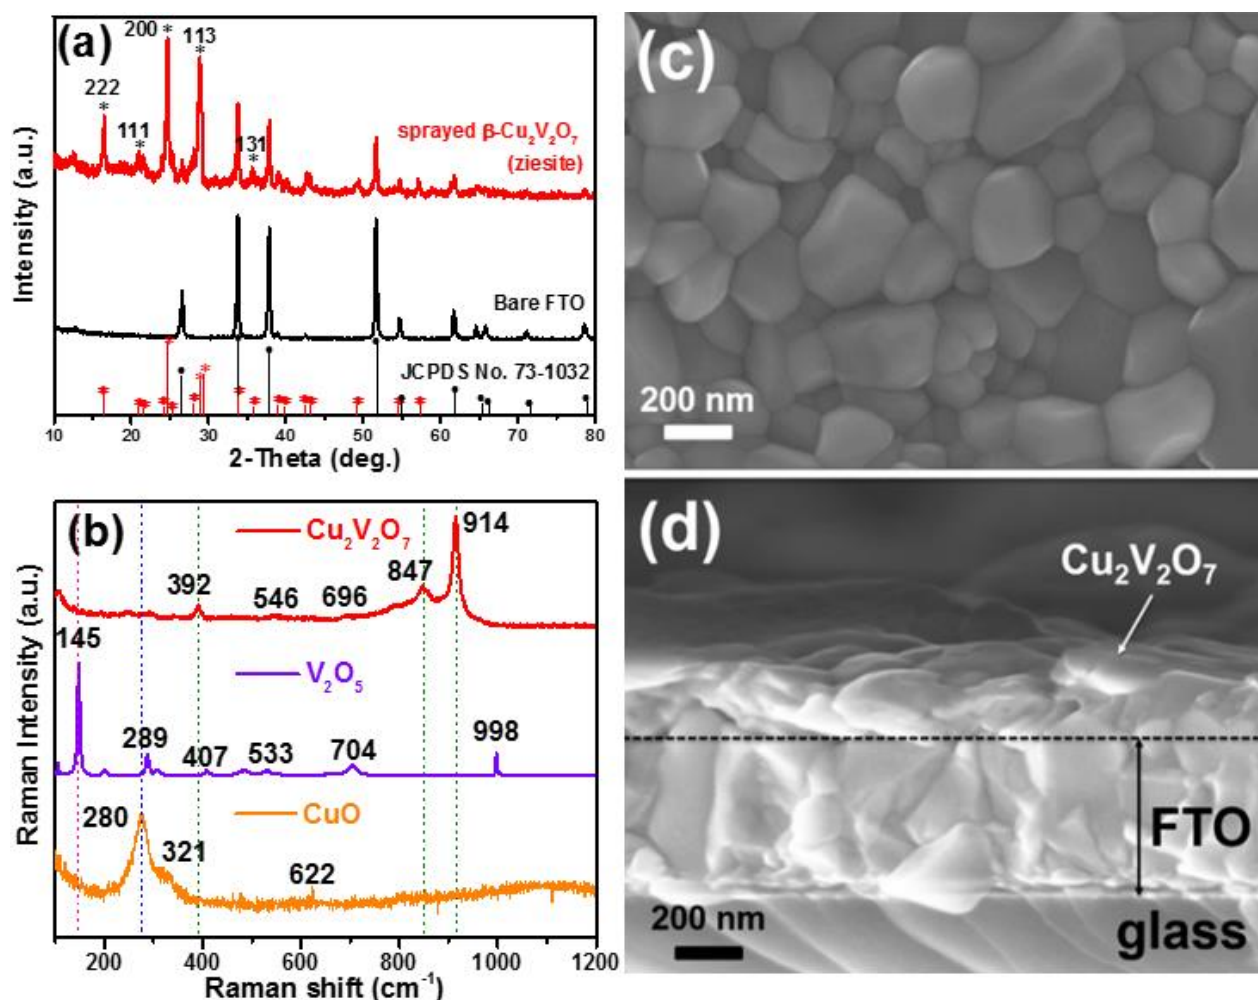 (a)
200
*
113
*
222
*
111
*
131
*
sprayed β-Cu₂V₂O₇
(ziesite)
Bare FTO
JCPDS No. 73-1032
Intensity (a.u.)
10 20 30 40 50 60 70 80
2-Theta (deg.)
(b)
Cu₂V₂O₇
914
847
392
546
696
145
V₂O₅
289
407
533
704
998
CuO
280
321
622
Raman Intensity (a.u.)
200 400 600 800 1000 1200
Raman shift (cm⁻¹)
(c)
200 nm
(d)
Cu₂V₂O₇
FTO
200 nm
glass